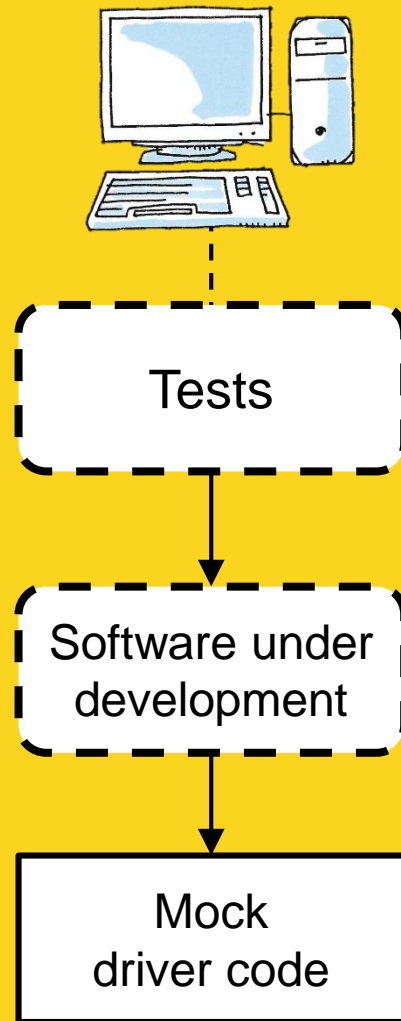 Tests
Software under
development
Mock
driver code